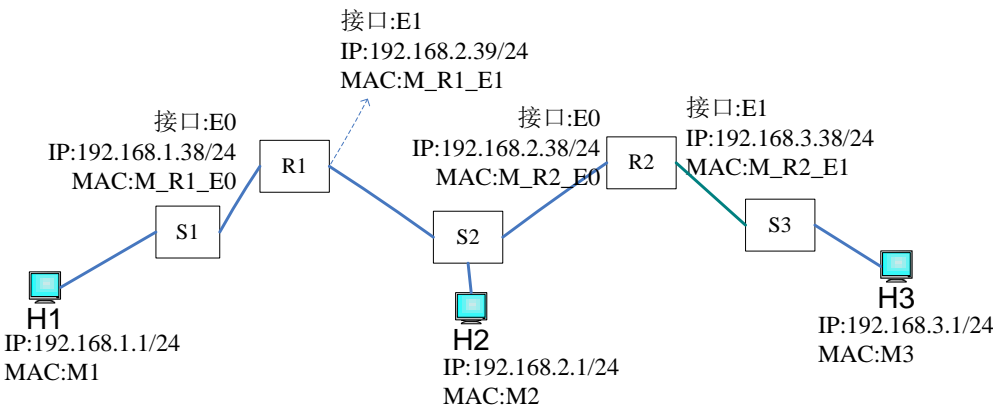 接口:E1
IP:192.168.2.39/24
MAC:M_R1_E1
接口:E0
IP:192.168.1.38/24
MAC:M_R1_E0
R1
接口:E0
IP:192.168.2.38/24
MAC:M_R2_E0
R2
接口:E1
IP:192.168.3.38/24
MAC:M_R2_E1
S1
S2
S3
H1
IP:192.168.1.1/24
MAC:M1
H2
IP:192.168.2.1/24
MAC:M2
H3
IP:192.168.3.1/24
MAC:M3